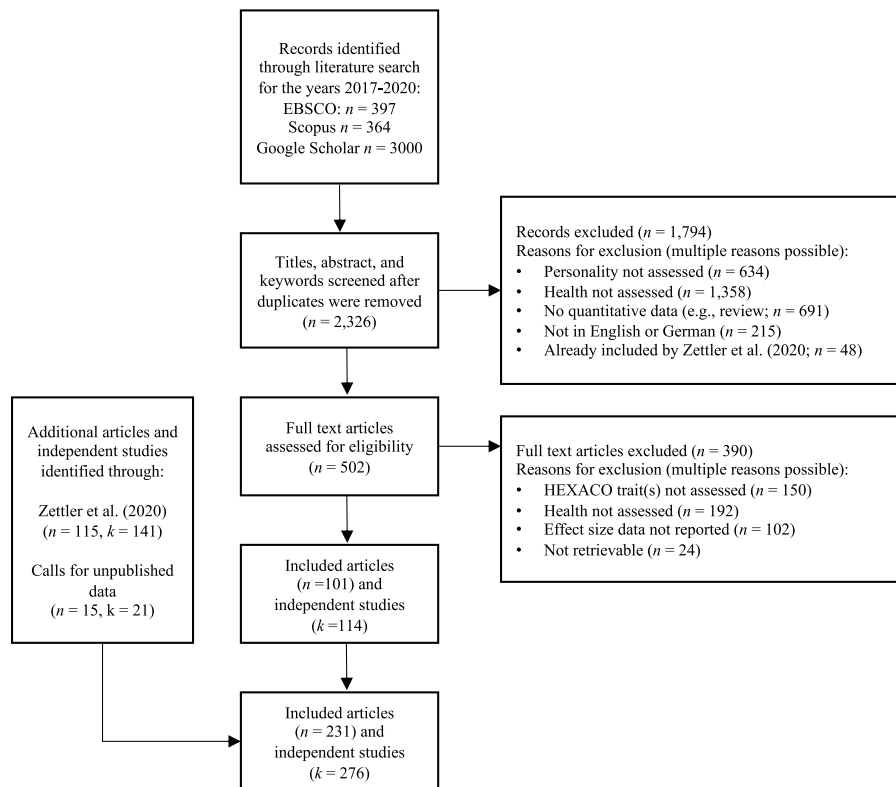 Records identified
through literature search
for the years 2017-2020:
EBSCO: n = 397
Scopus n = 364
Google Scholar n = 3000
Titles, abstract, and
keywords screened after
duplicates were removed
(n = 2,326)
Records excluded (n = 1,794)
Reasons for exclusion (multiple reasons possible):
• Personality not assessed (n = 634)
• Health not assessed (n = 1,358)
• No quantitative data (e.g., review; n = 691)
• Not in English or German (n = 215)
• Already included by Zettler et al. (2020; n = 48)
Full text articles
assessed for eligibility
(n = 502)
Full text articles excluded (n = 390)
Reasons for exclusion (multiple reasons possible):
• HEXACO trait(s) not assessed (n = 150)
• Health not assessed (n = 192)
• Effect size data not reported (n = 102)
• Not retrievable (n = 24)
Additional articles and
independent studies
identified through:
Zettler et al. (2020)
(n = 115, k = 141)
Calls for unpublished
data
(n = 15, k = 21)
Included articles
(n =101) and
independent studies
(k =114)
Included articles
(n = 231) and
independent studies
(k = 276)